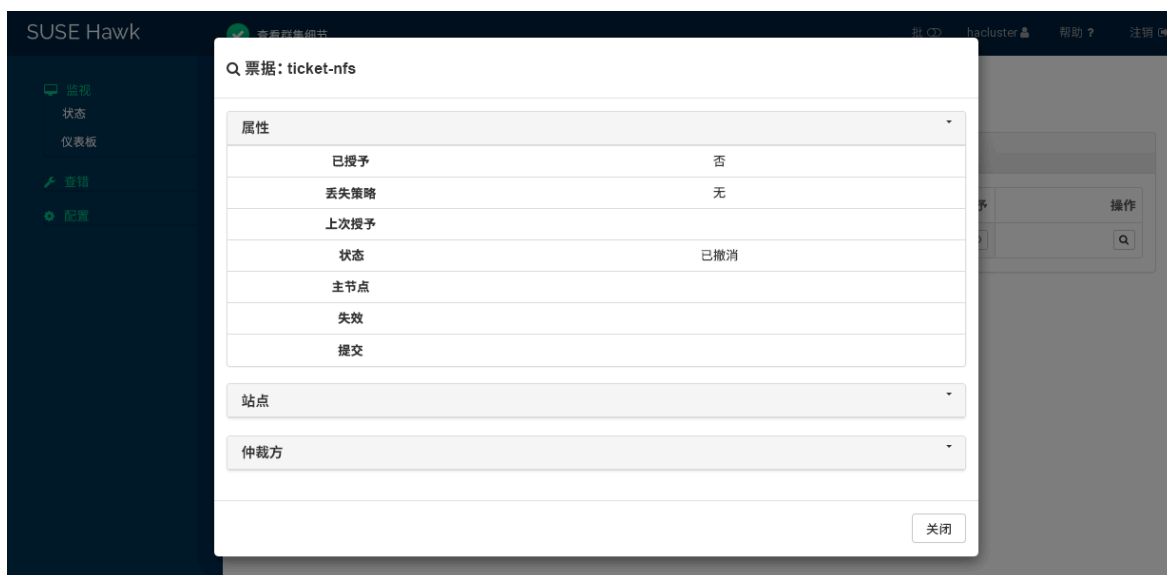 SUSE Hawk
查看群集细节
批
hacluster
帮助 ?
注销
监视
状态
仪表板
查错
配置
票据: ticket-nfs
属性
已授予 否
丢失策略 无
上次授予
状态 已撤消
主节点
失效
提交
站点
仲裁方
予
操作
关闭